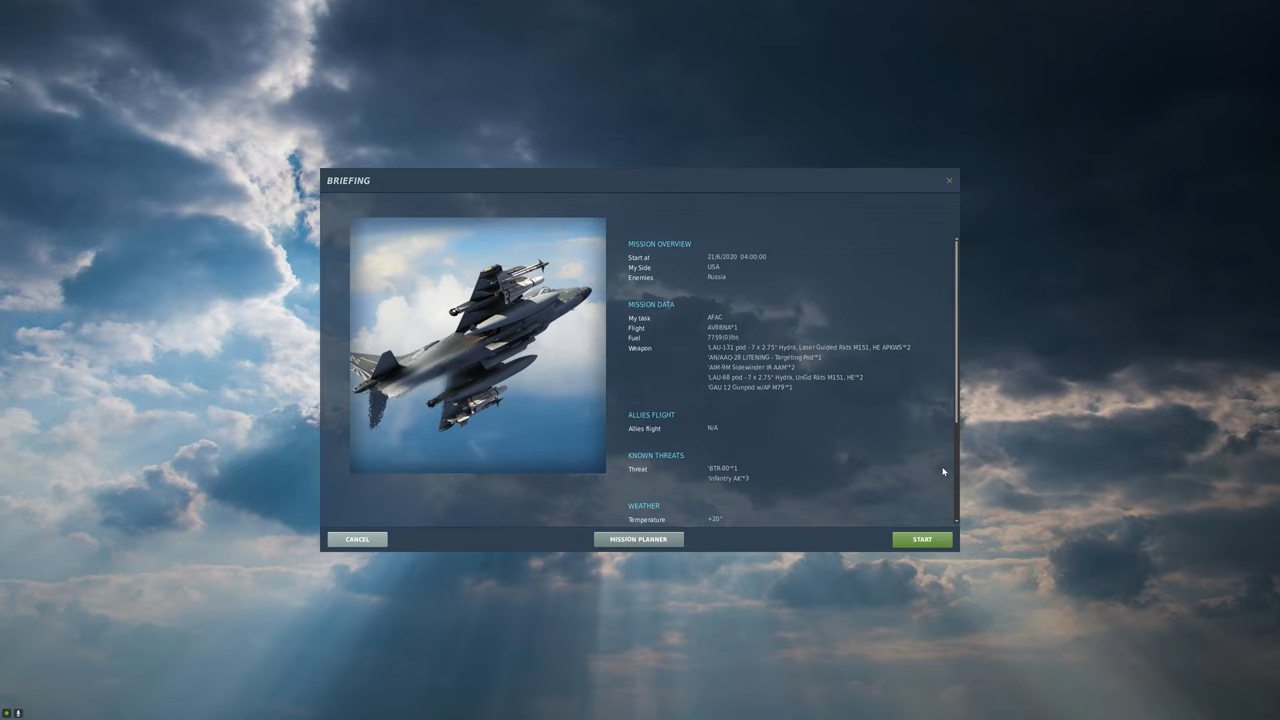 BRIEFING
MISSION OVERVIEW
Start at 21/6/2020 04:00:00
My Side USA
Enemies Russia
MISSION DATA
My task AFAC
Flight AV8BNA*1
Fuel 7759(0)lbs
Weapon 'LAU-131 pod - 7 x 2.75" Hydra, Laser Guided Rkts M151, HE APKWS'*2
'AN/AAQ-28 LITENING - Targeting Pod'*1
'AIM-9M Sidewinder IR AAM'*2
'LAU-68 pod - 7 x 2.75" Hydra, UnGd Rkts M151, HE'*2
'GAU 12 Gunpod w/AP M79'*1
ALLIES FLIGHT
Allies flight N/A
KNOWN THREATS
Threat 'BTR-80'*1
'Infantry AK'*3
WEATHER
Temperature +20°
CANCEL
MISSION PLANNER
START